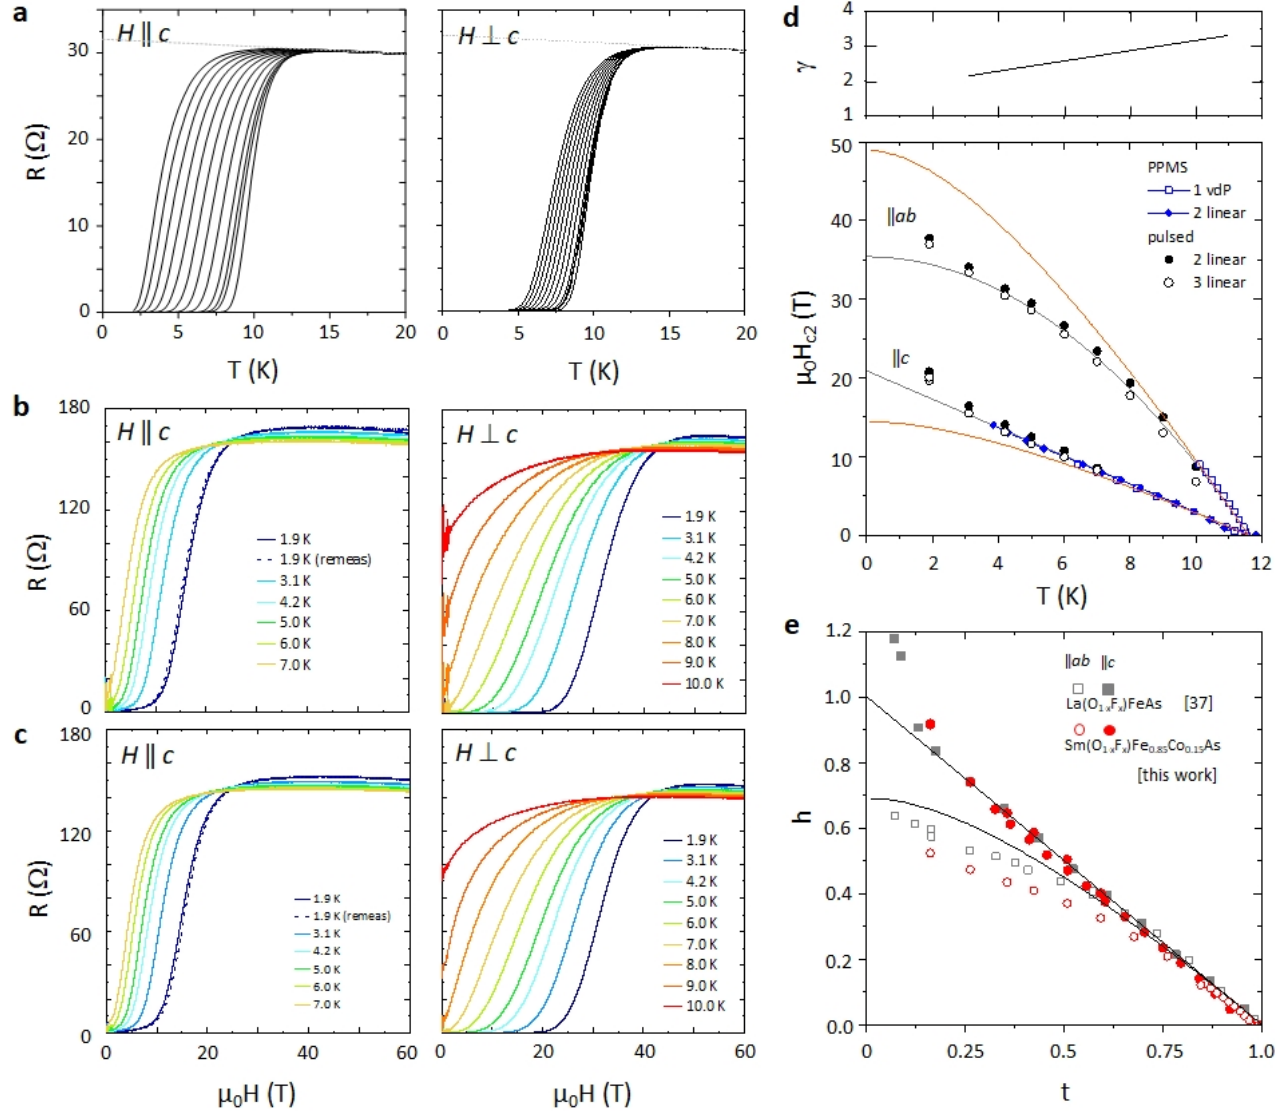 a
H ∥ c
H ⊥ c
R (Ω)
30
20
10
0
0 5 10 15 20
0 5 10 15 20
T (K)
T (K)
b
H ∥ c
H ⊥ c
R (Ω)
180
120
60
0
1.9 K
1.9 K (remeas)
3.1 K
4.2 K
5.0 K
6.0 K
7.0 K
1.9 K
3.1 K
4.2 K
5.0 K
6.0 K
7.0 K
8.0 K
9.0 K
10.0 K
c
H ∥ c
H ⊥ c
R (Ω)
180
120
60
0
1.9 K
1.9 K (remeas)
3.1 K
4.2 K
5.0 K
6.0 K
7.0 K
1.9 K
3.1 K
4.2 K
5.0 K
6.0 K
7.0 K
8.0 K
9.0 K
10.0 K
0 20 40 60
0 20 40 60
μ₀H (T)
μ₀H (T)
d
γ
4
3
2
1
μ₀Hc2 (T)
50
40
30
20
10
0
∥ab
∥c
PPMS
1 vdP
2 linear
pulsed
2 linear
3 linear
0 2 4 6 8 10 12
T (K)
e
h
1.2
1.0
0.8
0.6
0.4
0.2
0.0
∥ab ∥c
La(O₁₋ₓFₓ)FeAs [37]
Sm(O₁₋ₓFₓ)Fe₀.₈₅Co₀.₁₅As
[this work]
0 0.25 0.50 0.75 1.0
t